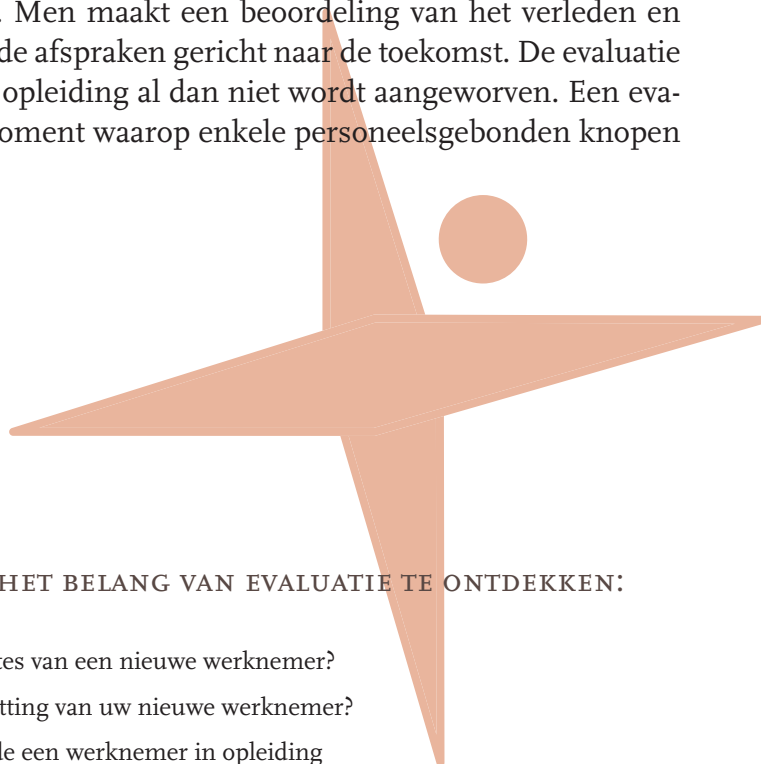 . Men maakt een beoordeling van het verleden en
de afspraken gericht naar de toekomst. De evaluatie
opleiding al dan niet wordt aangeworven. Een eva-
oment waarop enkele personeelsgebonden knopen
HET BELANG VAN EVALUATIE TE ONTDEKKEN:
tes van een nieuwe werknemer?
tting van uw nieuwe werknemer?
de een werknemer in opleiding